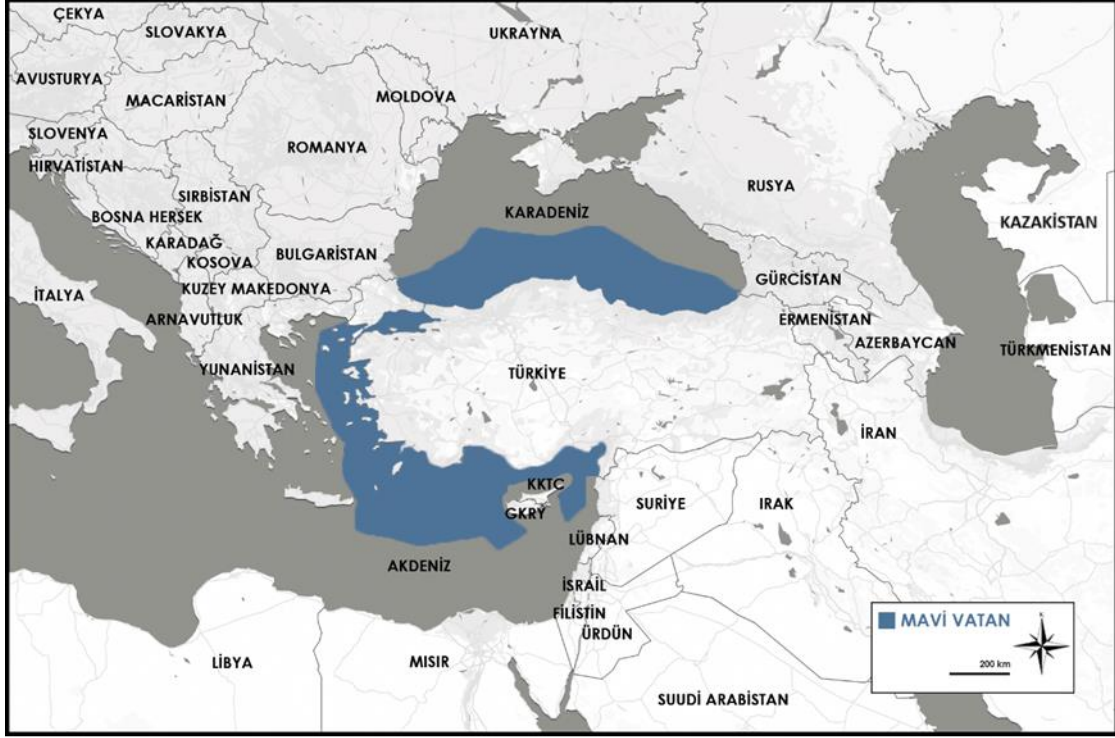 ÇEKYA
SLOVAKYA
UKRAYNA
AVUSTURYA
MACARİSTAN
MOLDOVA
SLOVENYA
ROMANYA
HIRVATİSTAN
SIRBİSTAN
RUSYA
BOSNA HERSEK
KARADENİZ
KAZAKİSTAN
KARADAĞ
BULGARİSTAN
KOSOVA
GÜRCİSTAN
KUZEY MAKEDONYA
İTALYA
ARNAVUTLUK
ERMENİSTAN
AZERBAYCAN
TÜRKMENİSTAN
YUNANİSTAN
TÜRKİYE
İRAN
KKTC
SURİYE
IRAK
GKRY
LÜBNAN
AKDENİZ
İSRAİL
FİLİSTİN
ÜRDÜN
LİBYA
MISIR
SUUDİ ARABİSTAN
MAVİ VATAN
200 km